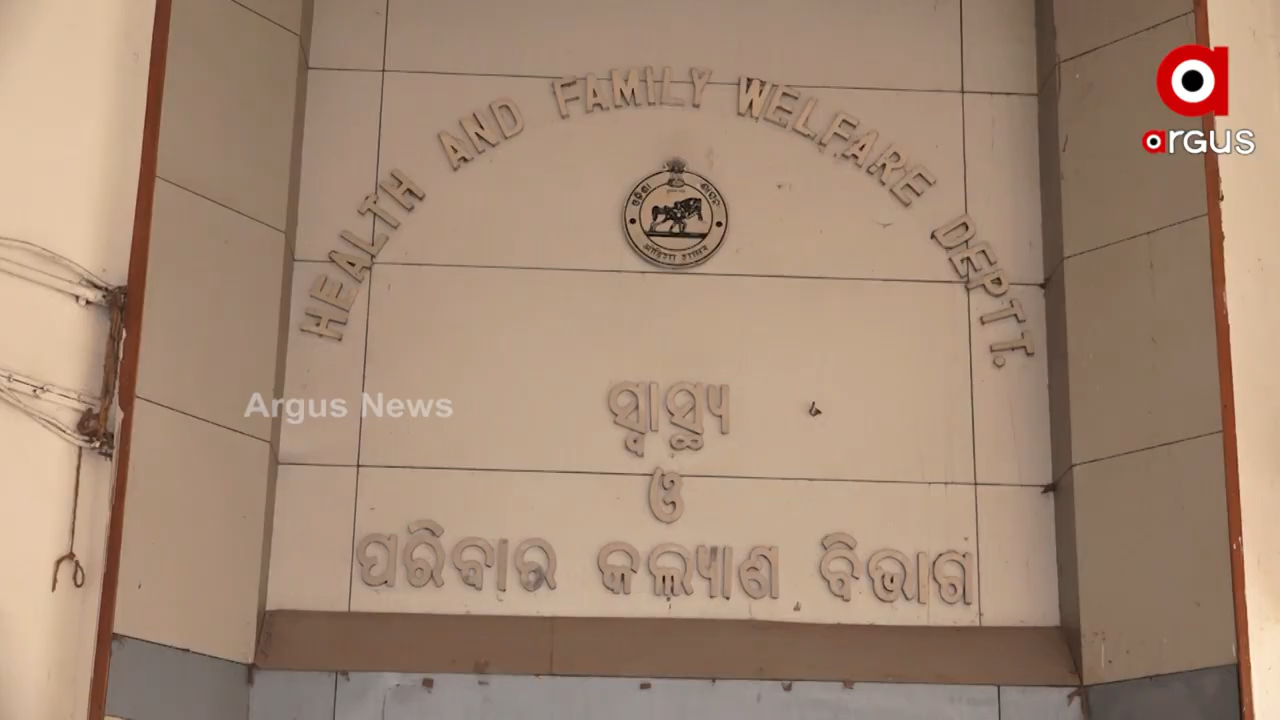 argus
HEALTH AND FAMILY WELFARE DEPTT.
Argus News
ସ୍ୱାସ୍ଥ୍ୟ
ଓ
ପରିବାର କଲ୍ୟାଣ ବିଭାଗ